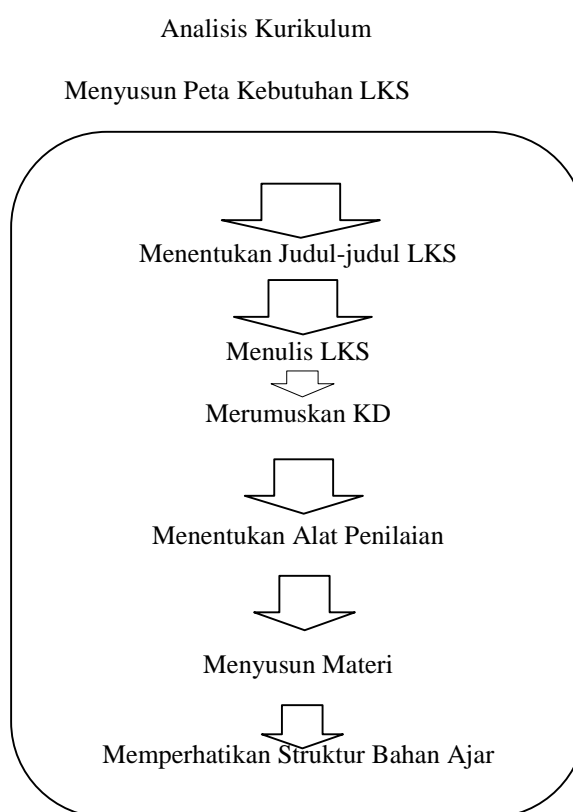 Analisis Kurikulum
Menyusun Peta Kebutuhan LKS
Menentukan Judul-judul LKS
Menulis LKS
Merumuskan KD
Menentukan Alat Penilaian
Menyusun Materi
Memperhatikan Struktur Bahan Ajar